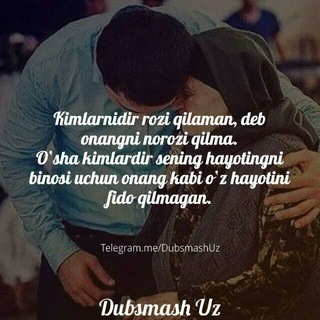 Kimlarnidir rozi qilaman, deb
onangni norozi qilma.
O'sha kimlardir sening hayotingni
binosi uchun onang kabi o'z hayotini
fido qilmagan.
Telegram.me/DubsmashUz
Dubsmash Uz